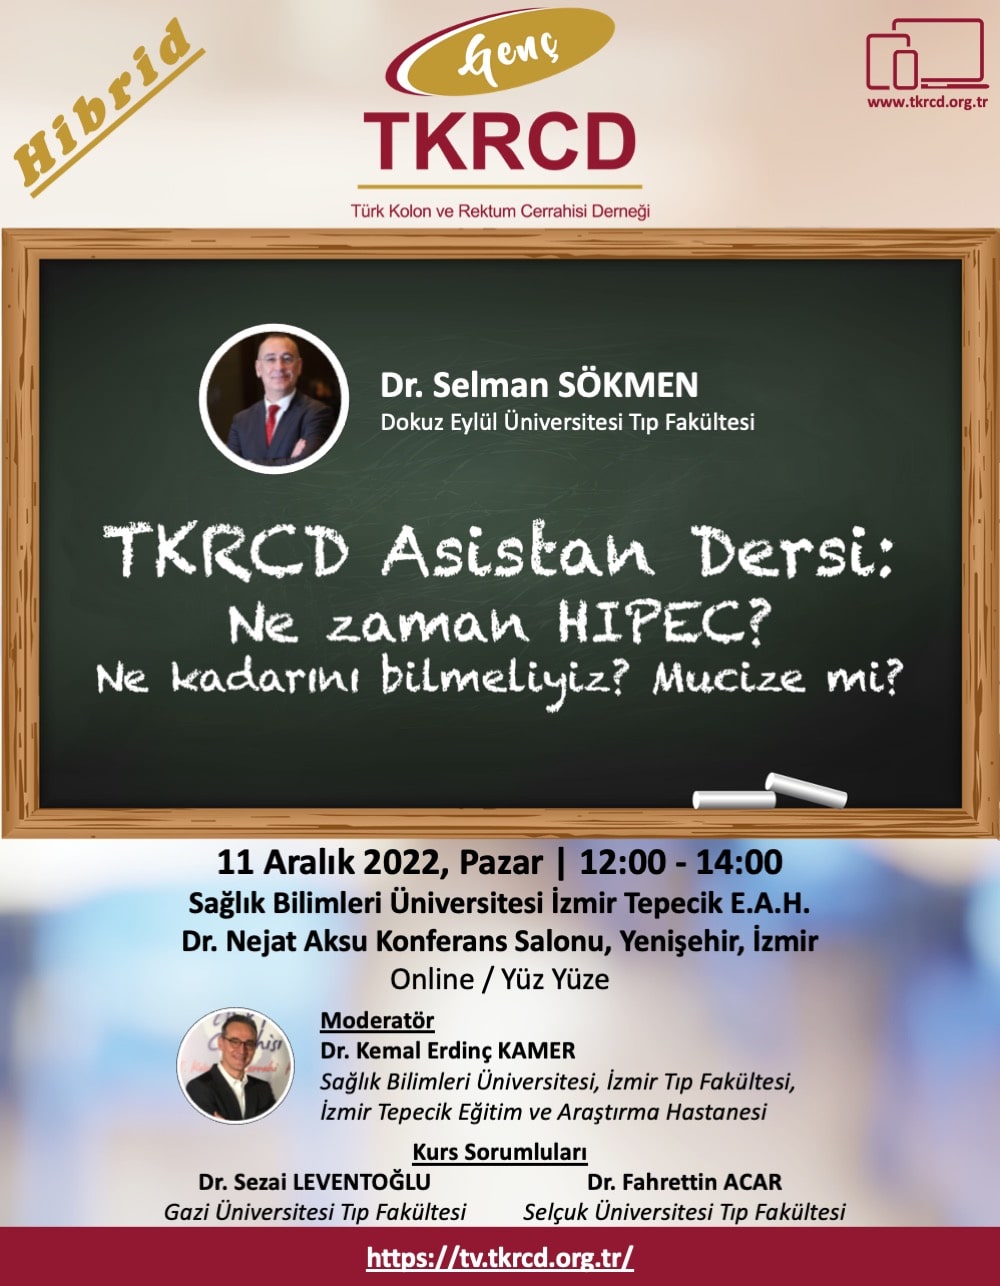 Hibrid
Genç
TKRCD
Türk Kolon ve Rektum Cerrahisi Derneği
www.tkrcd.org.tr
Dr. Selman SÖKMEN
Dokuz Eylül Üniversitesi Tıp Fakültesi
TKRCD Asistan Dersi:
Ne zaman HIPEC?
Ne kadarını bilmeliyiz? Mucize mi?
11 Aralık 2022, Pazar | 12:00 - 14:00
Sağlık Bilimleri Üniversitesi İzmir Tepecik E.A.H.
Dr. Nejat Aksu Konferans Salonu, Yenişehir, İzmir
Online / Yüz Yüze
Moderatör
Dr. Kemal Erdinç KAMER
Sağlık Bilimleri Üniversitesi, İzmir Tıp Fakültesi,
İzmir Tepecik Eğitim ve Araştırma Hastanesi
Kurs Sorumluları
Dr. Sezai LEVENTOĞLU
Gazi Üniversitesi Tıp Fakültesi
Dr. Fahrettin ACAR
Selçuk Üniversitesi Tıp Fakültesi
https://tv.tkrcd.org.tr/